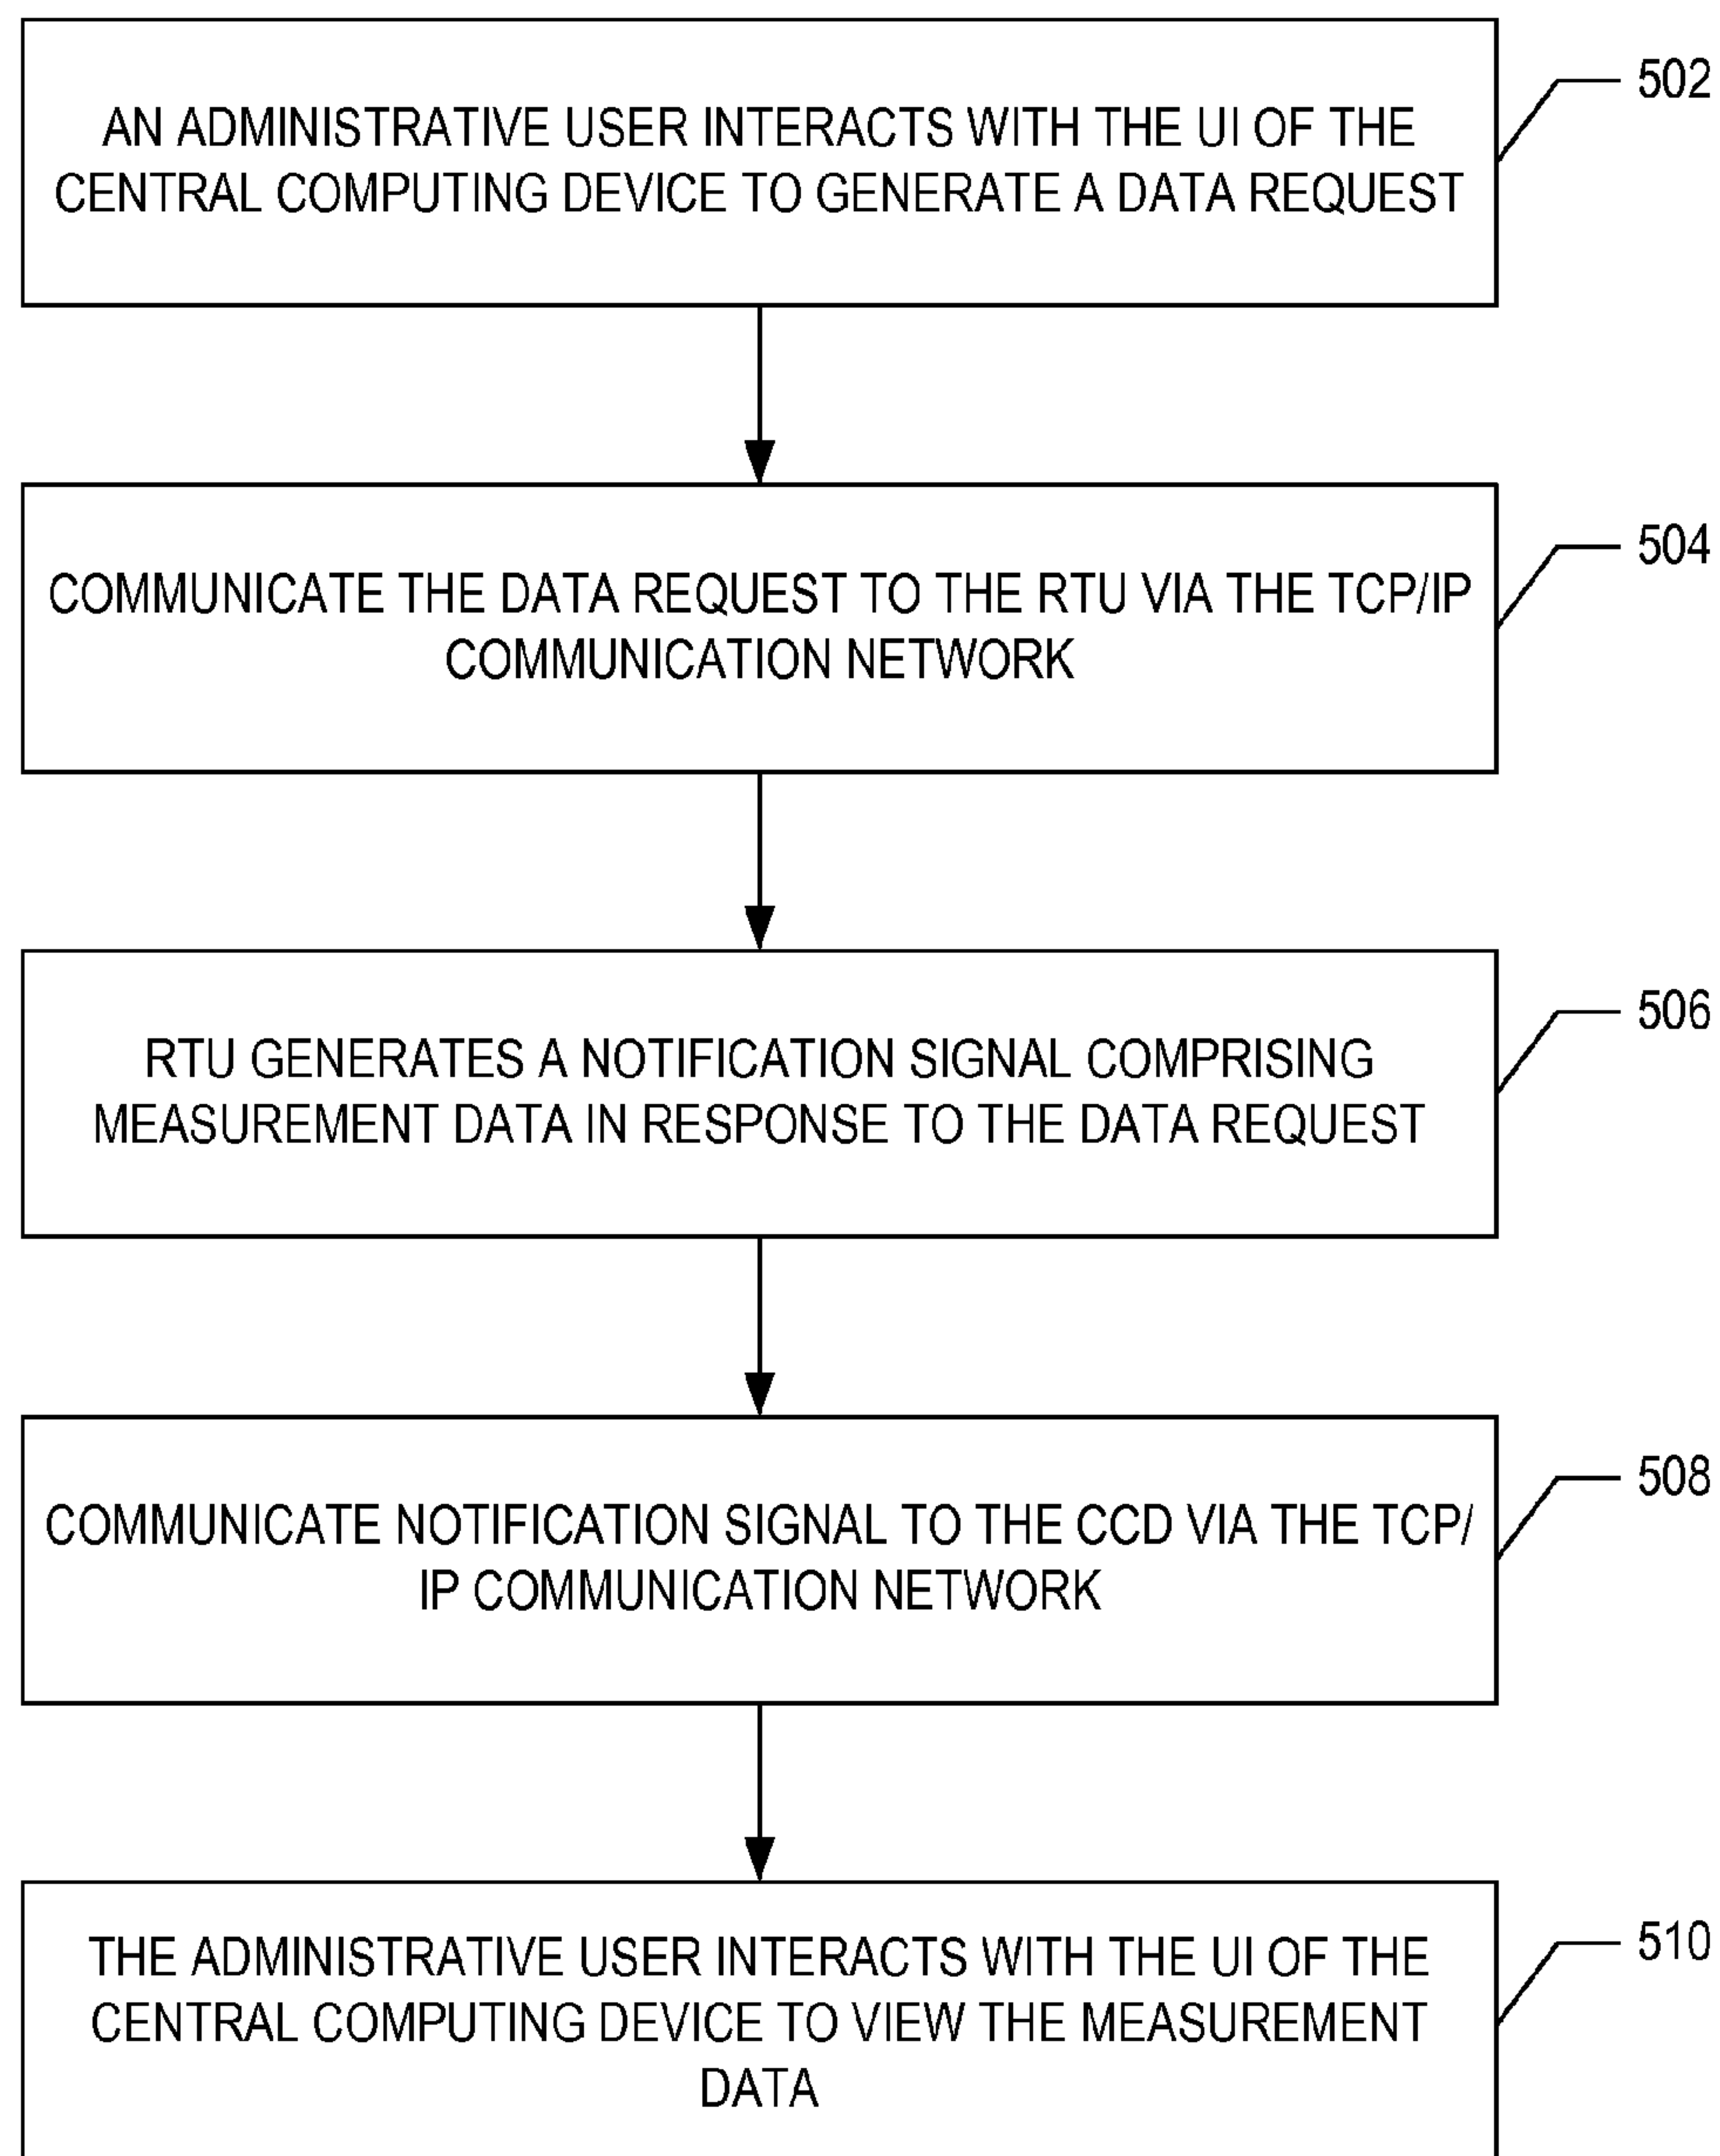 AN ADMINISTRATIVE USER INTERACTS WITH THE UI OF THE
CENTRAL COMPUTING DEVICE TO GENERATE A DATA REQUEST
502
COMMUNICATE THE DATA REQUEST TO THE RTU VIA THE TCP/IP
COMMUNICATION NETWORK
504
RTU GENERATES A NOTIFICATION SIGNAL COMPRISING
MEASUREMENT DATA IN RESPONSE TO THE DATA REQUEST
506
COMMUNICATE NOTIFICATION SIGNAL TO THE CCD VIA THE TCP/
IP COMMUNICATION NETWORK
508
THE ADMINISTRATIVE USER INTERACTS WITH THE UI OF THE
CENTRAL COMPUTING DEVICE TO VIEW THE MEASUREMENT
DATA
510